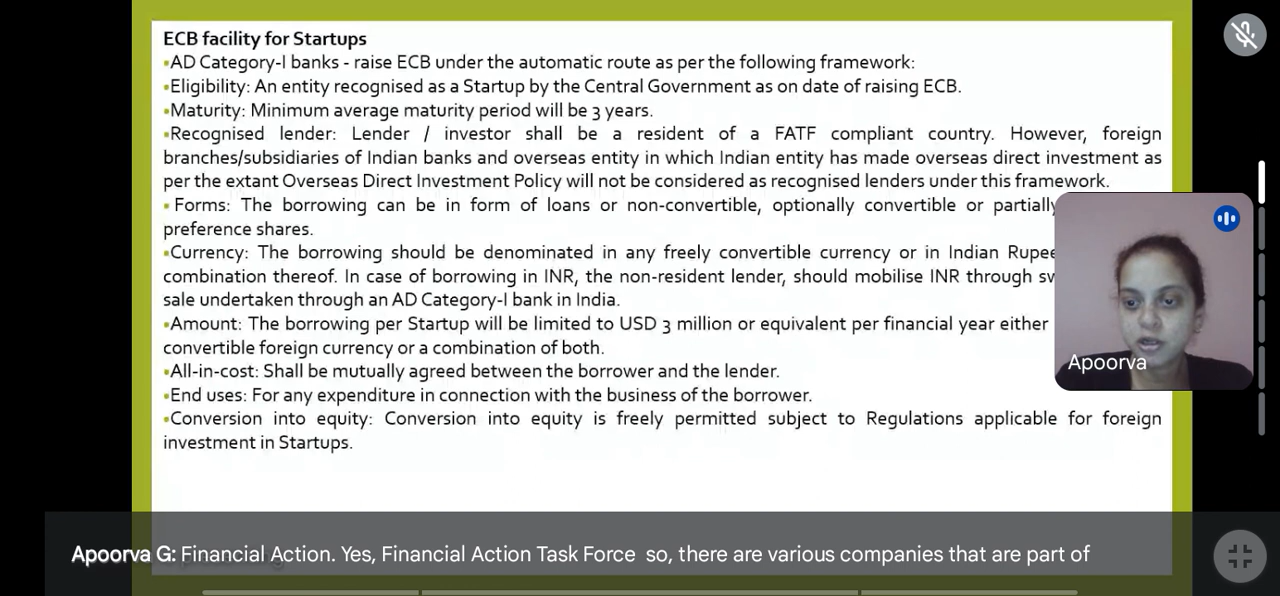 ECB facility for Startups
▪AD Category-I banks - raise ECB under the automatic route as per the following framework:
▪Eligibility: An entity recognised as a Startup by the Central Government as on date of raising ECB.
▪Maturity: Minimum average maturity period will be 3 years.
▪Recognised lender: Lender / investor shall be a resident of a FATF compliant country. However, foreign
branches/subsidiaries of Indian banks and overseas entity in which Indian entity has made overseas direct investment as
per the extant Overseas Direct Investment Policy will not be considered as recognised lenders under this framework.
▪ Forms: The borrowing can be in form of loans or non-convertible, optionally convertible or partially
preference shares.
▪Currency: The borrowing should be denominated in any freely convertible currency or in Indian
combination thereof. In case of borrowing in INR, the non-resident lender, should mobilise INR through
sale undertaken through an AD Category-I bank in India.
▪Amount: The borrowing per Startup will be limited to USD 3 million or equivalent per financial year either
convertible foreign currency or a combination of both.
▪All-in-cost: Shall be mutually agreed between the borrower and the lender.
▪End uses: For any expenditure in connection with the business of the borrower.
▪Conversion into equity: Conversion into equity is freely permitted subject to Regulations applicable for foreign
investment in Startups.
Apoorva
Apoorva G: Financial Action. Yes, Financial Action Task Force so, there are various companies that are part of